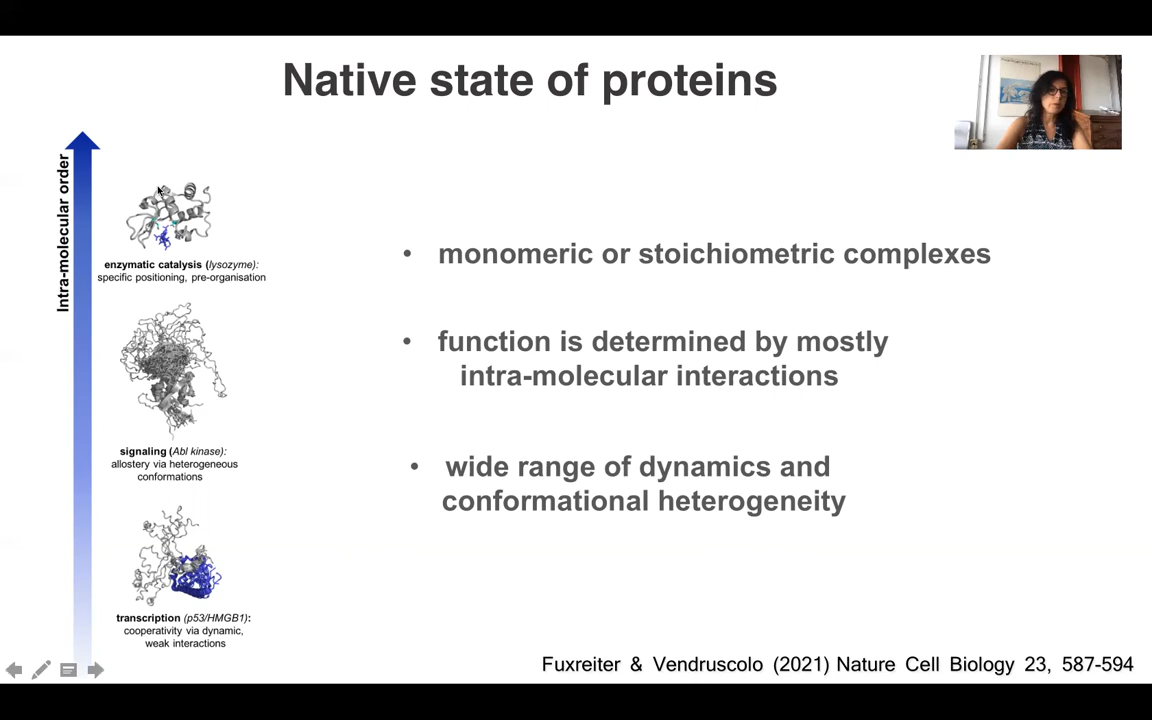 Native state of proteins
Intra-molecular order
enzymatic catalysis (lysozyme):
specific positioning, pre-organisation
signaling (Abl kinase):
allostery via heterogeneous
conformations
transcription (p53/HMGB1):
cooperativity via dynamic,
weak interactions
• monomeric or stoichiometric complexes
• function is determined by mostly
intra-molecular interactions
• wide range of dynamics and
conformational heterogeneity
Fuxreiter & Vendruscolo (2021) Nature Cell Biology 23, 587-594